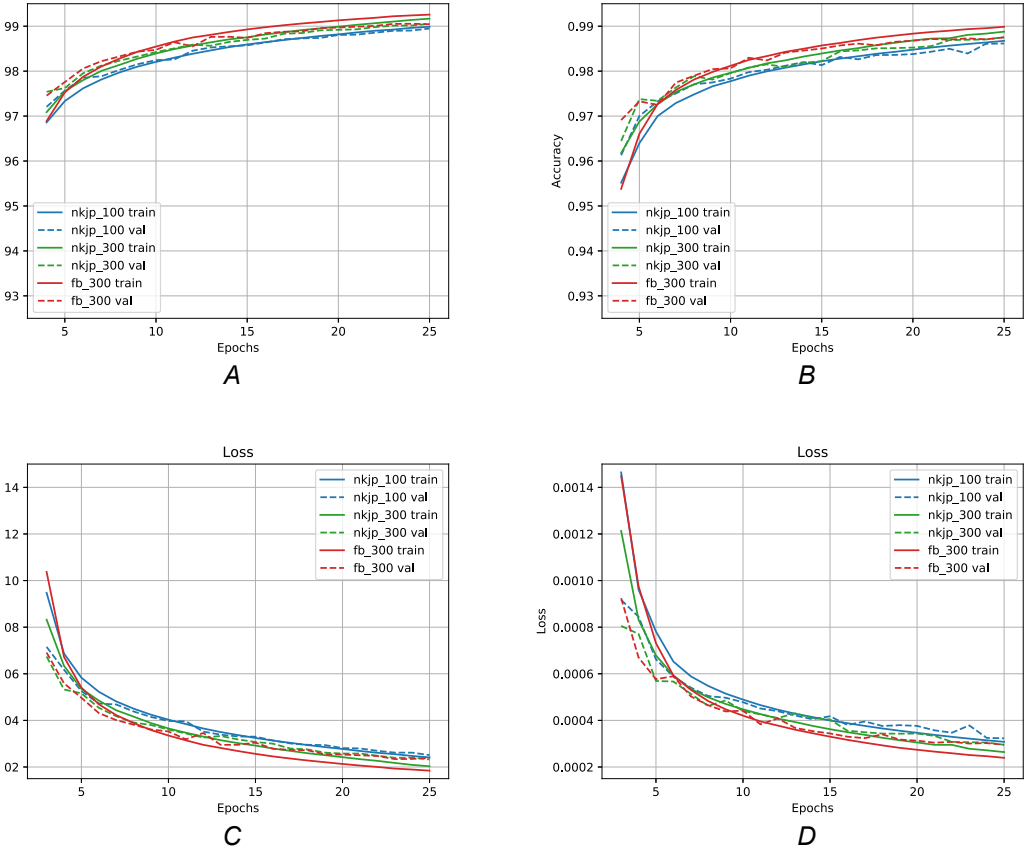 99
98
97
96
95
94
93
nkjp_100 train
nkjp_100 val
nkjp_300 train
nkjp_300 val
fb_300 train
fb_300 val
5 10 15 20 25
Epochs
A
0.99
0.98
0.97
0.96
0.95
0.94
0.93
Accuracy
nkjp_100 train
nkjp_100 val
nkjp_300 train
nkjp_300 val
fb_300 train
fb_300 val
5 10 15 20 25
Epochs
B
Loss
14
12
10
08
06
04
02
nkjp_100 train
nkjp_100 val
nkjp_300 train
nkjp_300 val
fb_300 train
fb_300 val
5 10 15 20 25
Epochs
C
Loss
0.0014
0.0012
0.0010
0.0008
0.0006
0.0004
0.0002
Loss
nkjp_100 train
nkjp_100 val
nkjp_300 train
nkjp_300 val
fb_300 train
fb_300 val
5 10 15 20 25
Epochs
D